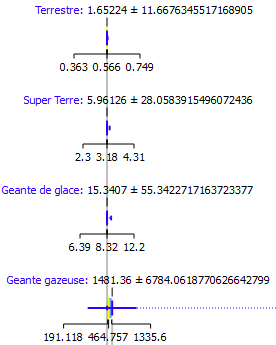 Terrestre: 1.65224 ± 11.6676345517168905
0.363 0.566 0.749
Super Terre: 5.96126 ± 28.0583915496072436
2.3 3.18 4.31
Geante de glace: 15.3407 ± 55.3422717163723377
6.39 8.32 12.2
Geante gazeuse: 1481.36 ± 6784.0618770626642799
191.118 464.757 1335.6